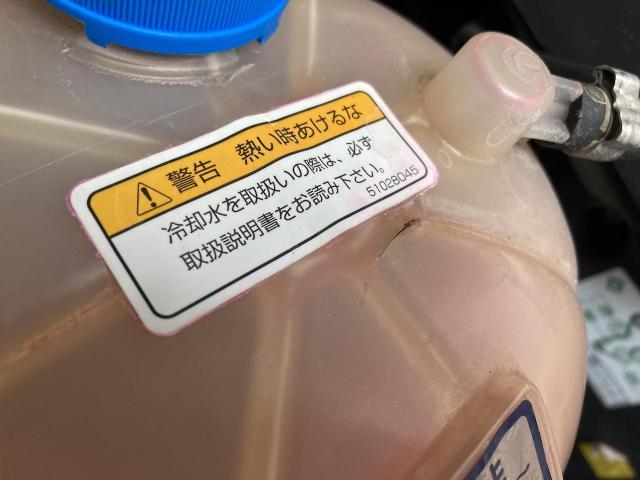 警告 熱い時あけるな
冷却水を取扱いの際は、必ず
取扱説明書をお読み下さい。
51028045